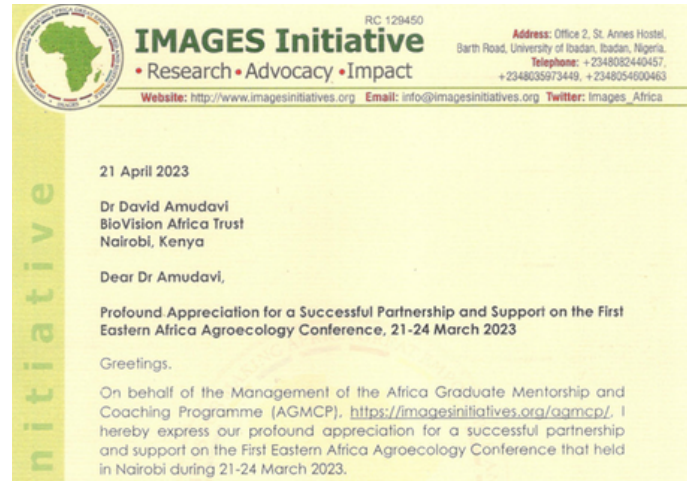 RC 129450
IMAGES Initiative
• Research • Advocacy • Impact
Address: Office 2, St. Annes Hostel,
Barth Road, University of Ibadan, Ibadan, Nigeria.
Telephone: +2348082440457,
+2348035973449, +2348054600463
Website: http://www.imagesinitiatives.org Email: info@imagesinitiatives.org Twitter: Images_Africa
nitiative
21 April 2023
Dr David Amudavi
BioVision Africa Trust
Nairobi, Kenya
Dear Dr Amudavi,
Profound Appreciation for a Successful Partnership and Support on the First
Eastern Africa Agroecology Conference, 21-24 March 2023
Greetings.
On behalf of the Management of the Africa Graduate Mentorship and
Coaching Programme (AGMCP), https://imagesinitiatives.org/agmcp/, I
hereby express our profound appreciation for a successful partnership
and support on the First Eastern Africa Agroecology Conference that held
in Nairobi during 21-24 March 2023.